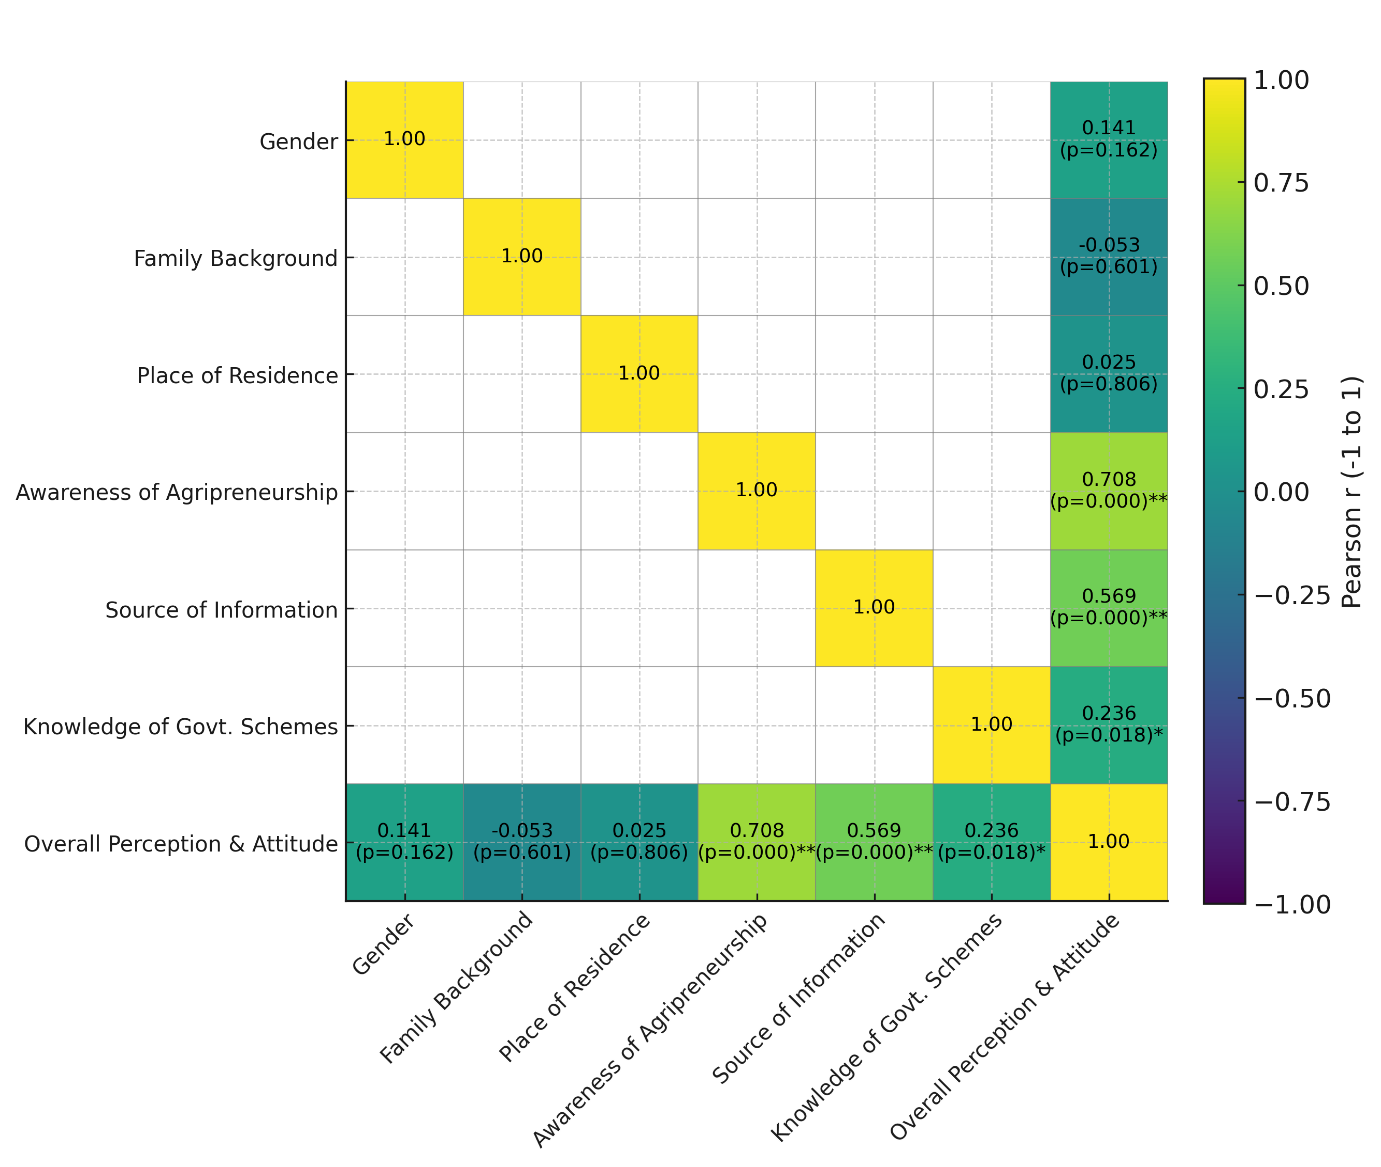 Gender
1.00
0.141
(p=0.162)
Family Background
1.00
-0.053
(p=0.601)
Place of Residence
1.00
0.025
(p=0.806)
Awareness of Agripreneurship
1.00
0.708
(p=0.000)**
Source of Information
1.00
0.569
(p=0.000)**
Knowledge of Govt. Schemes
1.00
0.236
(p=0.018)*
Overall Perception & Attitude
0.141
(p=0.162)
-0.053
(p=0.601)
0.025
(p=0.806)
0.708
(p=0.000)**
0.569
(p=0.000)**
0.236
(p=0.018)*
1.00
Gender
Family Background
Place of Residence
Awareness of Agripreneurship
Source of Information
Knowledge of Govt. Schemes
Overall Perception & Attitude
1.00
0.75
0.50
0.25
0.00
−0.25
−0.50
−0.75
−1.00
Pearson r (-1 to 1)